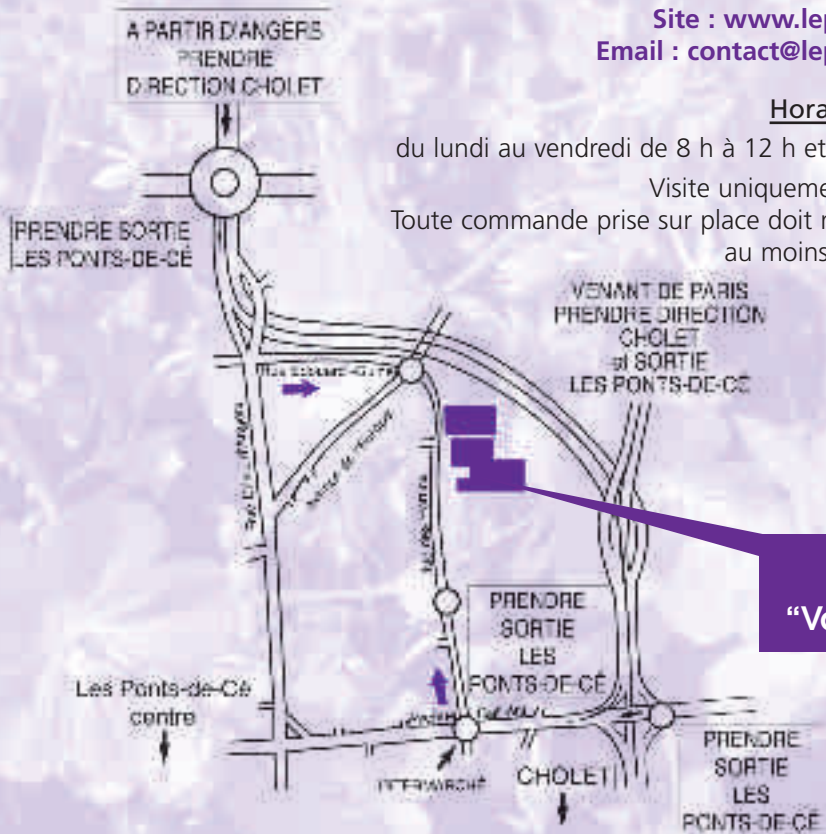 Site : www.lep
Email : contact@lep
Hora
du lundi au vendredi de 8 h à 12 h et
Visite uniqueme
Toute commande prise sur place doit
au moins
A PARTIR D'ANGERS
PRENDRE
DIRECTION CHOLET
PRENDRE SORTIE
LES PONTS-DE-CÉ
VENANT DE PARIS
PRENDRE DIRECTION
CHOLET
et SORTIE
LES PONTS-DE-CÉ
“Vo
PRENDRE
SORTIE
LES
PONTS-DE-CÉ
Les Ponts-de-Cé
centre
INTERMARCHÉ
CHOLET
PRENDRE
SORTIE
LES
PONTS-DE-CÉ